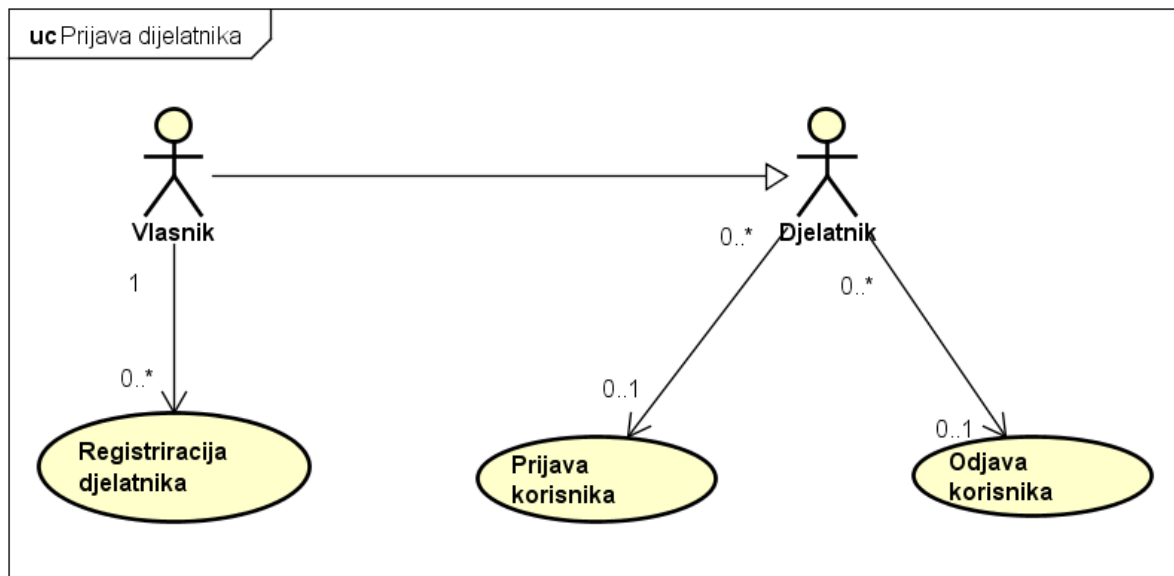 uc Prijava dijelatnika
Vlasnik
Djelatnik
1
0..*
0..*
0..*
0..*
0..1
0..1
Registriracija
djelatnika
Prijava
korisnika
Odjava
korisnika